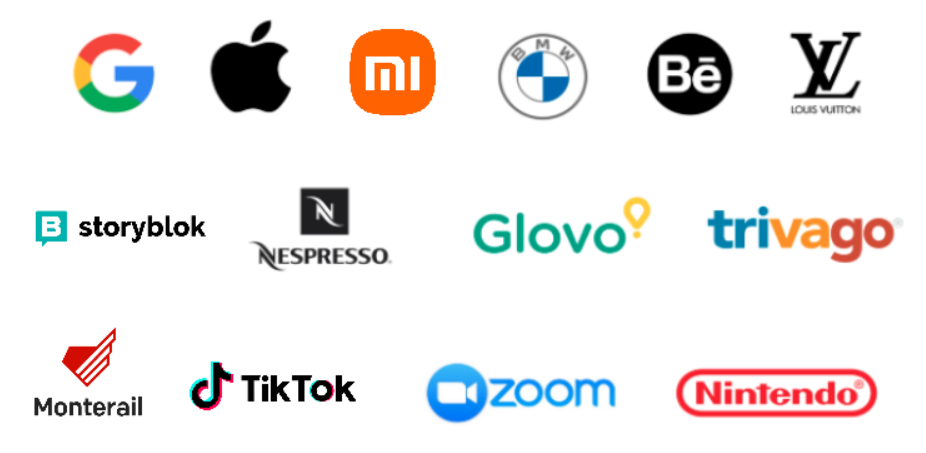 G
mi
BMW
Bē
LV
LOUIS VUITTON
B storyblok
N
NESPRESSO.
Glovo
trivago®
Monterail
TikTok
zoom
Nintendo®